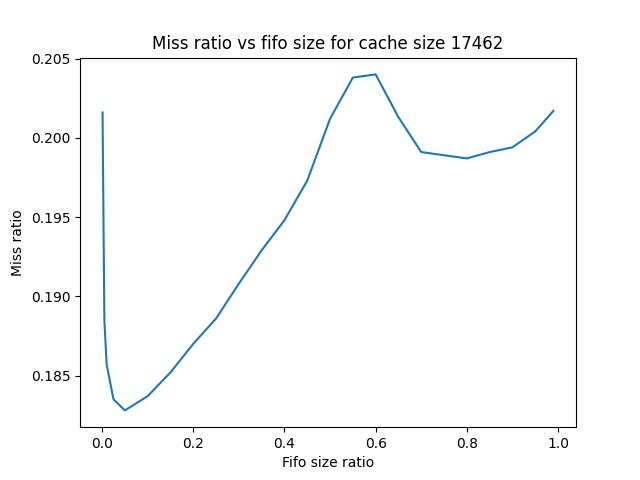 Miss ratio vs fifo size for cache size 17462
0.205
0.200
0.195
0.190
0.185
Miss ratio
0.0 0.2 0.4 0.6 0.8 1.0
Fifo size ratio